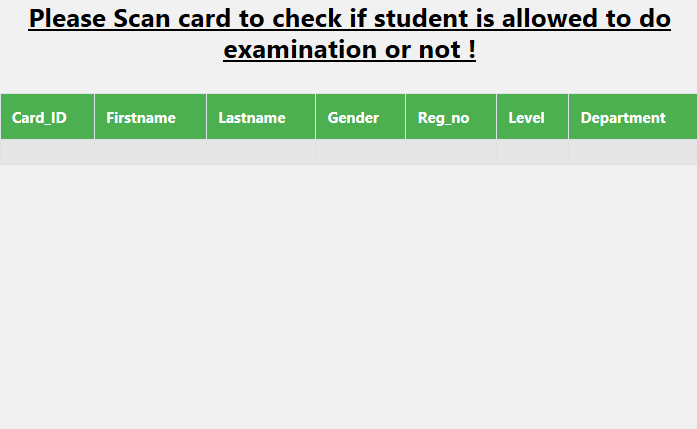 Please Scan card to check if student is allowed to do
examination or not !
Card_ID Firstname Lastname Gender Reg_no Level Department